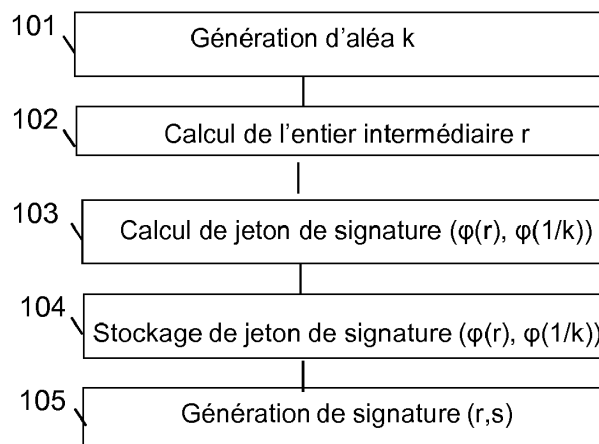 101
Génération d'aléa k
102
Calcul de l'entier intermédiaire r
103
Calcul de jeton de signature (φ(r), φ(1/k))
104
Stockage de jeton de signature (φ(r), φ(1/k))
105
Génération de signature (r,s)